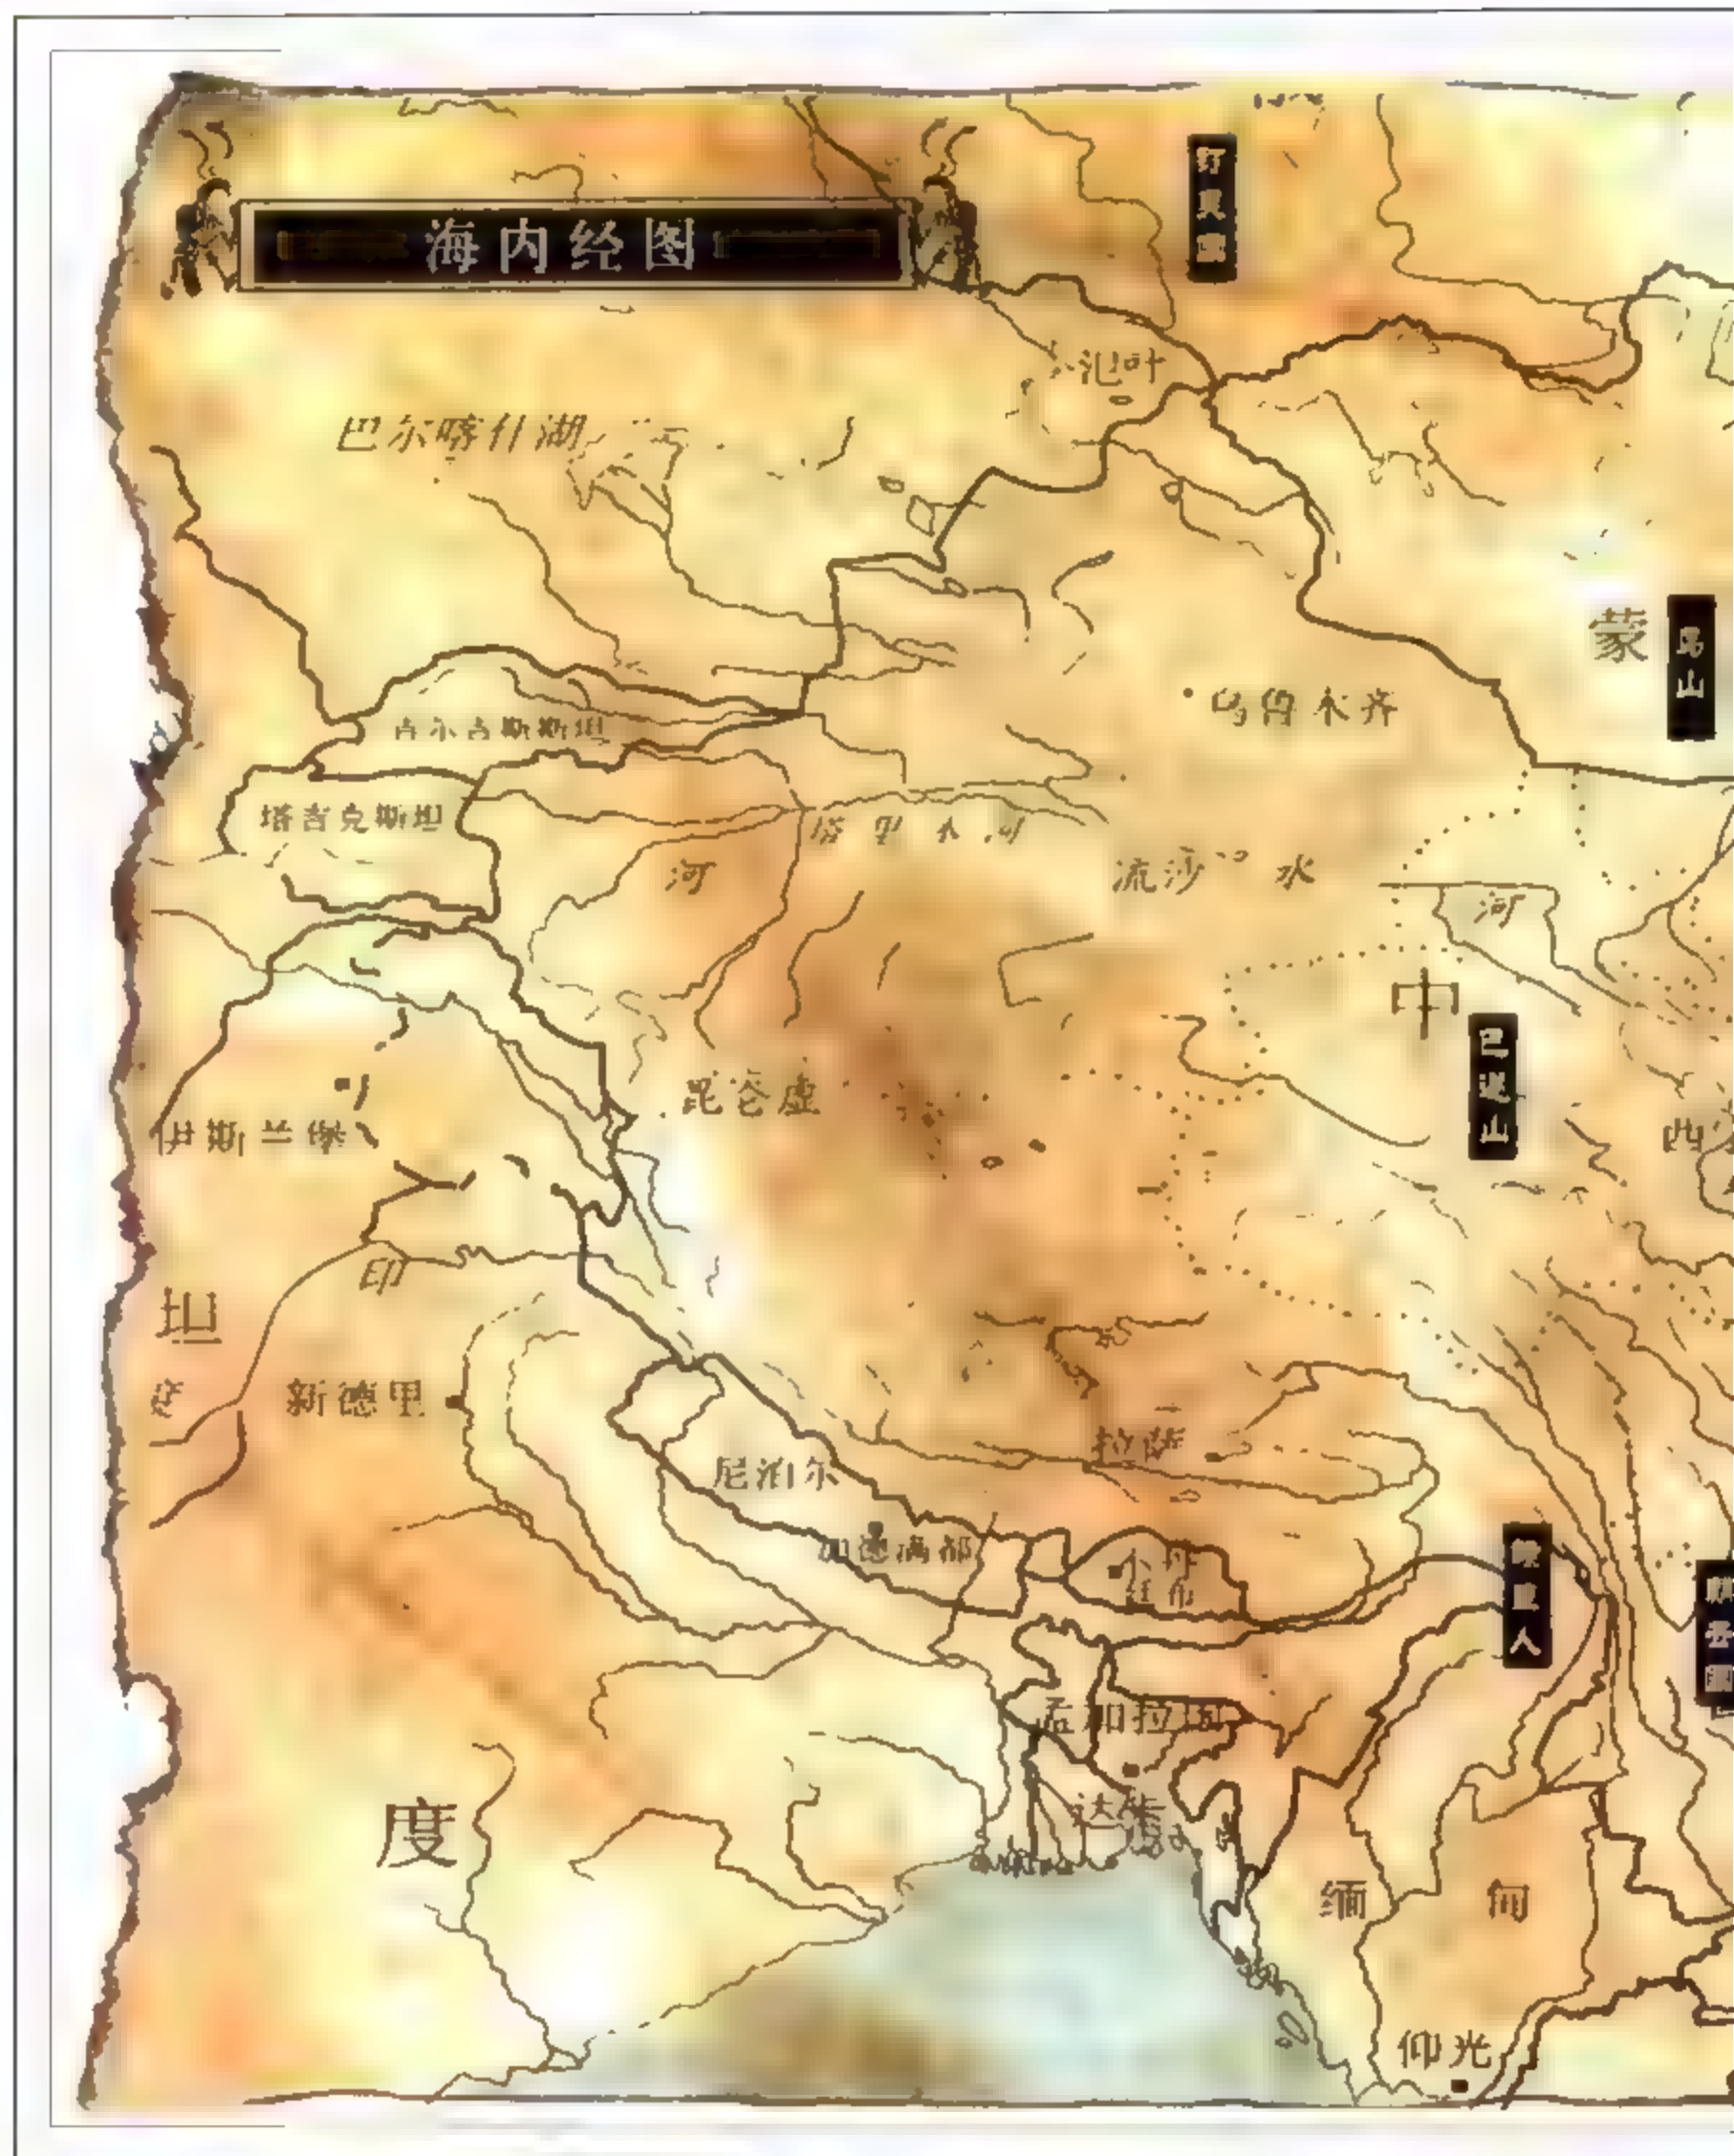 海内经图
钉灵国
汜叶
巴尔喀什湖
蒙
乌鲁木齐
吉尔吉斯斯坦
塔吉克斯坦
塔里木河
河
流沙
水
河
中
昆仑虚
伊斯兰堡
西
印
坦
新德里
拉萨
尼泊尔
加德满都
不丹
廷布
孟加拉国
达卡
度
缅甸
仰光